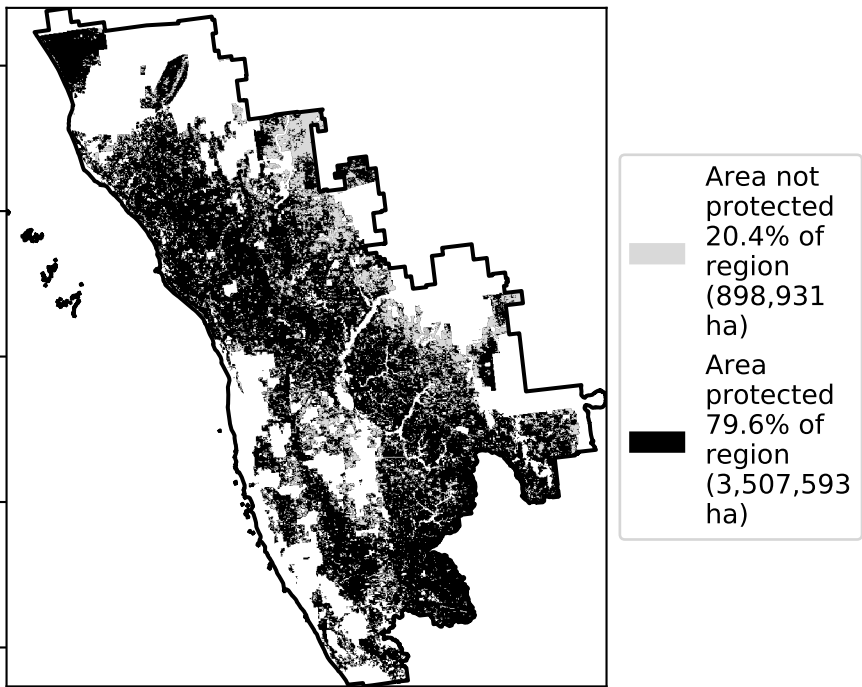 Area not
protected
20.4% of
region
(898,931
ha)
Area
protected
79.6% of
region
(3,507,593
ha)